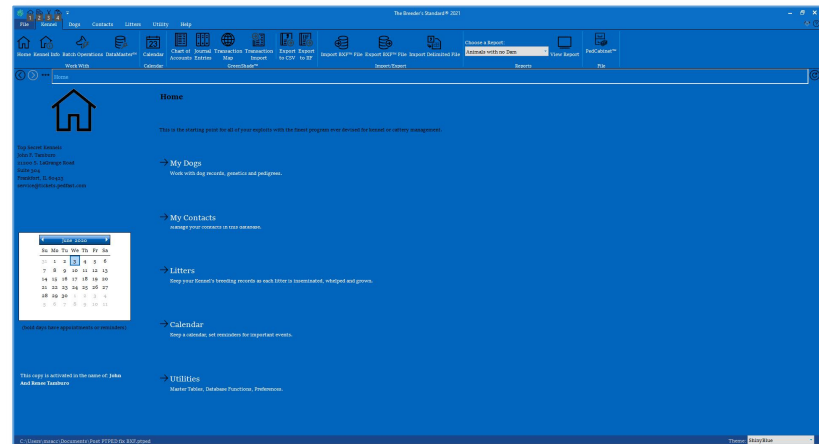 The Breeder's Standard® 2021
1 2 3 4
File Kennel Dogs Contacts Litters Utility Help
Home Kennel Info Batch Operations DataMaster™
Work With
23
Calendar
Calendar
Chart of Accounts Journal Entries Transaction Map Transaction Import Export to CSV Export to IIF
GreenShade™
Import BXF™ File Export BXF™ File Import Delimited File
Import/Export
Choose a Report:
Animals with no Dam
View Report
Reports
PedCabinet™
File
Home
Home
This is the starting point for all of your exploits with the finest program ever devised for kennel or cattery management.
Top Secret Kennels
John F. Tamburo
Frankfort, IL
My Dogs
Work with dog records, genetics and pedigrees.
My Contacts
Manage your contacts in this database.
June 2020
Su Mo Tu We Th Fr Sa
31 1 2 3 4 5 6
7 8 9 10 11 12 13
14 15 16 17 18 19 20
21 22 23 24 25 26 27
28 29 30 1 2 3 4
5 6 7 8 9 10 11
(Bold days have appointments or reminders)
Litters
Keep your Kennel's breeding records as each litter is inseminated, whelped and grown.
Calendar
Keep a calendar, set reminders for important events.
This copy is activated in the name of: John
And Renee Tamburo
Utilities
Master Tables, Database Functions, Preferences.
Theme: ShinyBlue